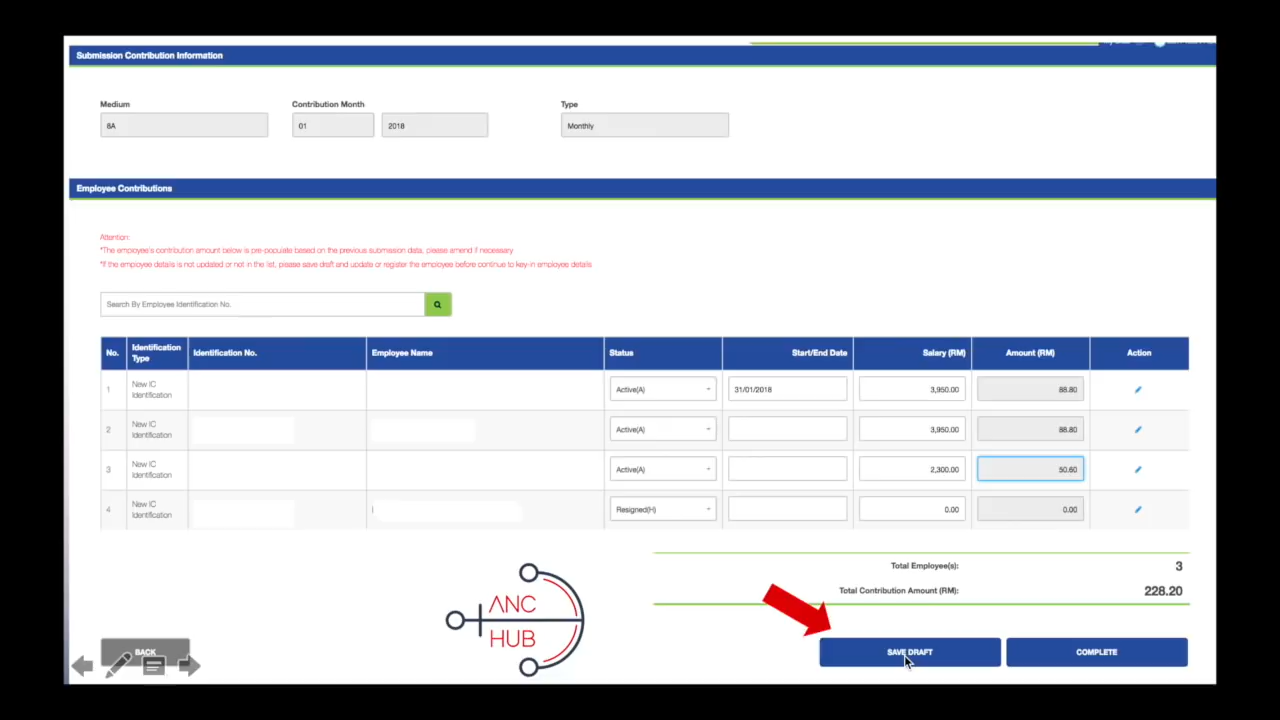 Submission Contribution Information
Medium Contribution Month Type
8A 01 2018 Monthly
Employee Contributions
Attention:
*The employee's contribution amount below is pre-populate based on the previous submission data, please amend if necessary
*If the employee details is not updated or not in the list, please save draft and update or register the employee before continue to key-in employee details
Search By Employee Identification No.
No. Identification Type Identification No. Employee Name Status Start/End Date Salary (RM) Amount (RM) Action
1 New IC Identification Active(A) 31/01/2018 3,950.00 88.80
2 New IC Identification Active(A) 3,950.00 88.80
3 New IC Identification Active(A) 2,300.00 50.60
4 New IC Identification Resigned(H) 0.00 0.00
Total Employee(s): 3
Total Contribution Amount (RM): 228.20
ΛNC
HUB
BACK SAVE DRAFT COMPLETE